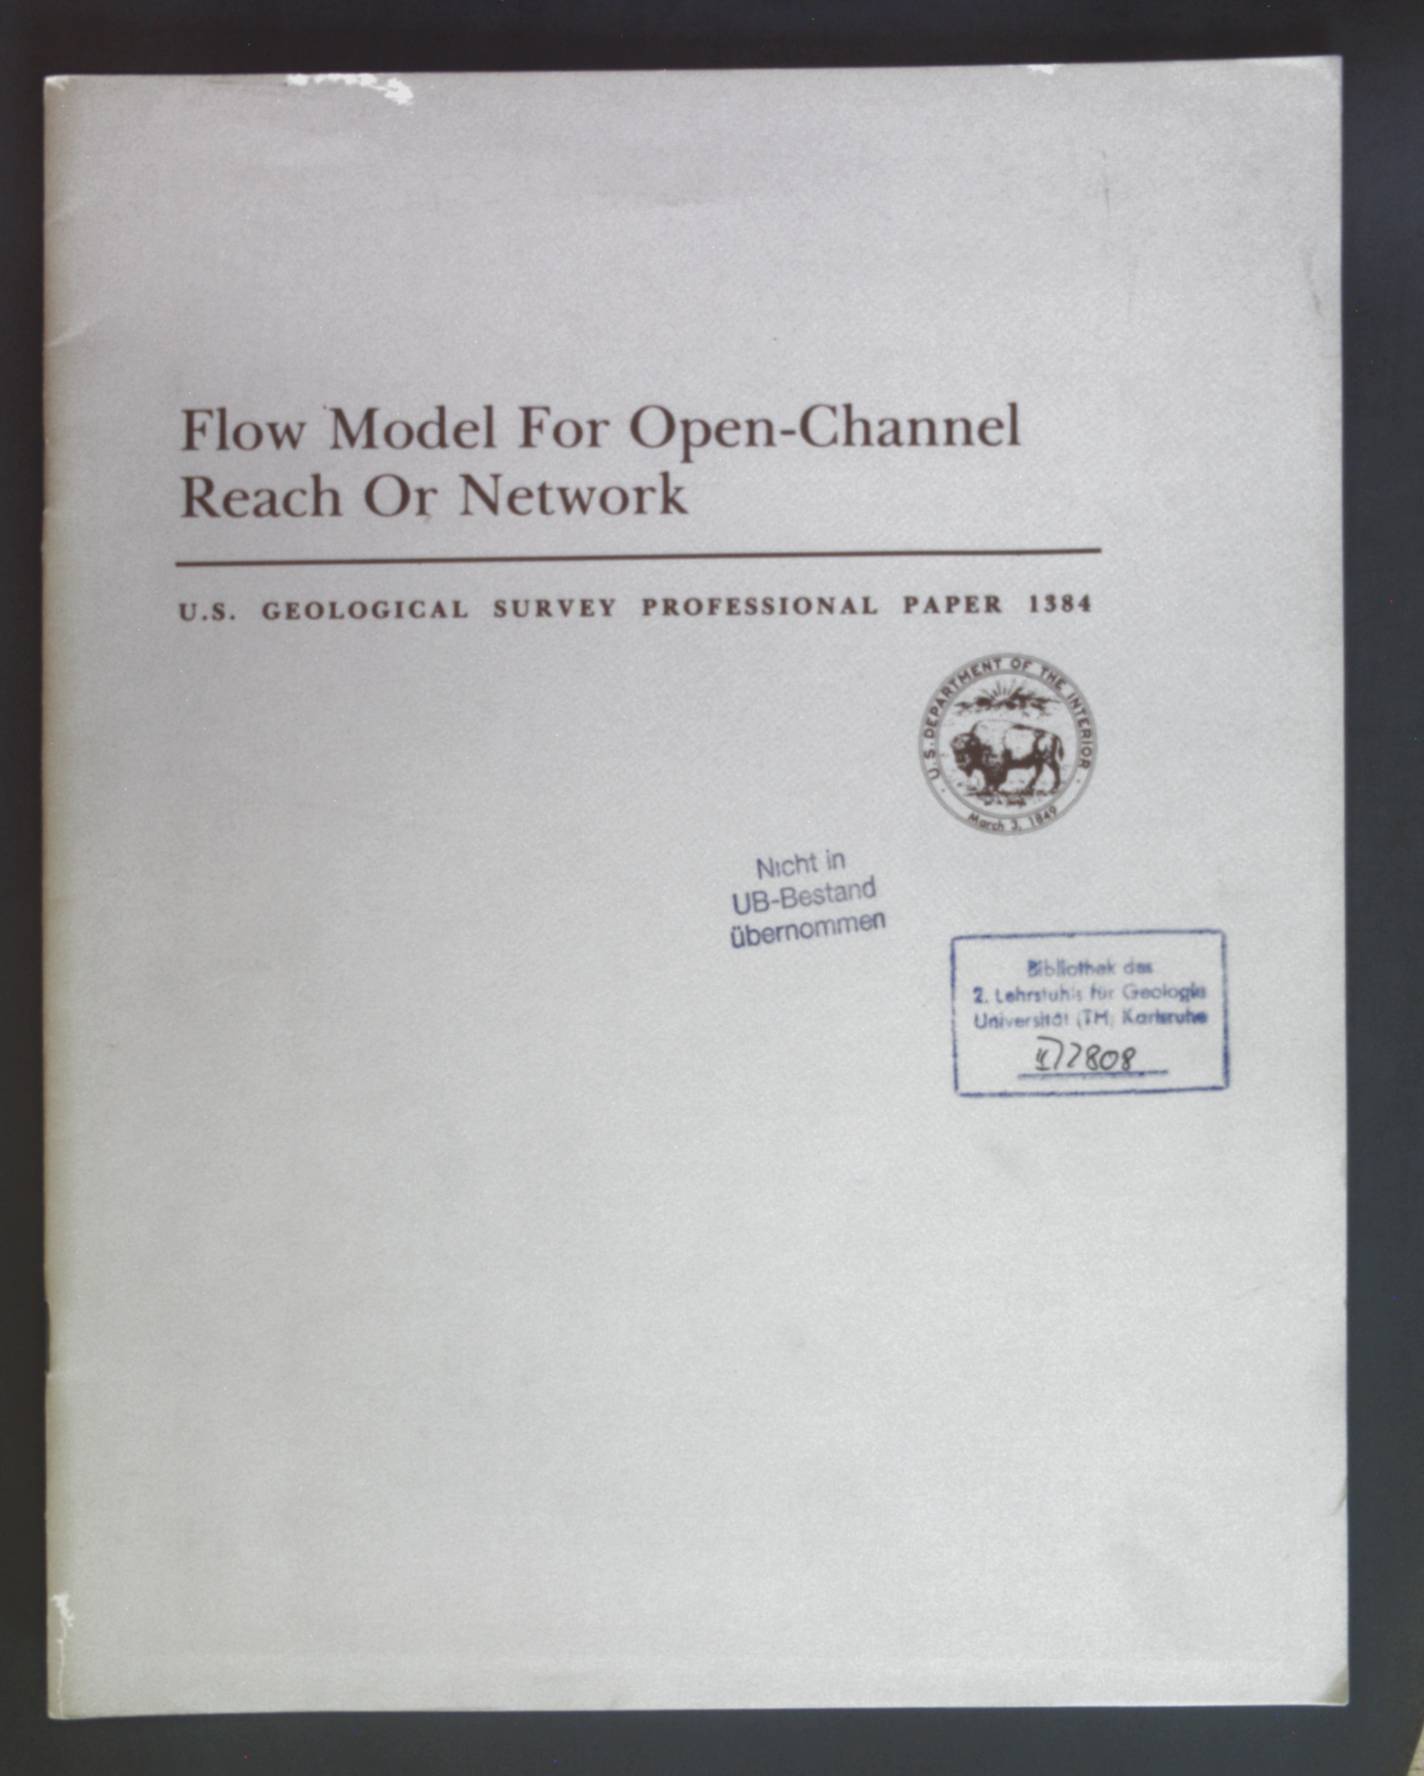 Flow Model For Open-Channel
Reach Or Network
U.S. GEOLOGICAL SURVEY PROFESSIONAL PAPER 1384
U.S. DEPARTMENT OF THE INTERIOR
March 3, 1849
Nicht in
UB-Bestand
übernommen
Bibliothek des
2. Lehrstuhls für Geologie
Universität (TH) Karlsruhe
2808